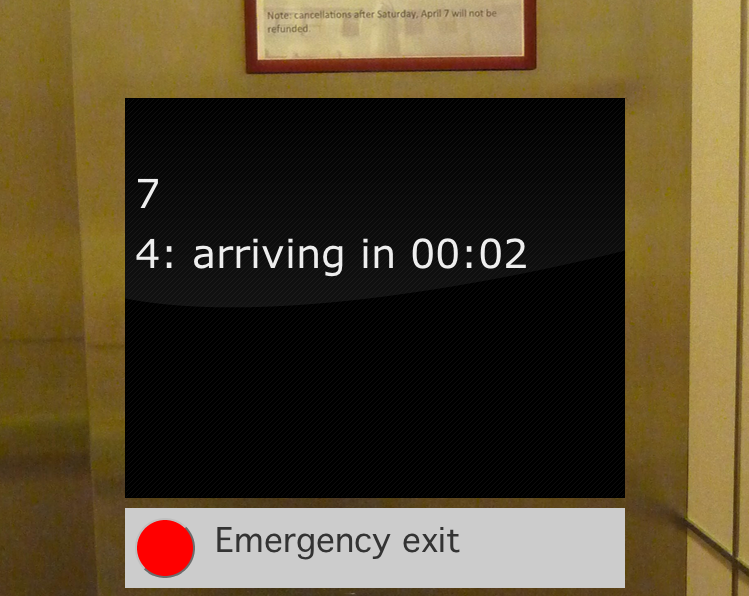 Note: cancellations after Saturday, April 7 will not be
refunded
7
4: arriving in 00:02
Emergency exit